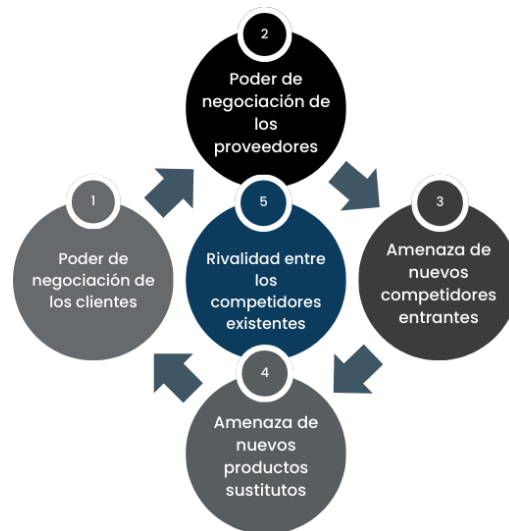 2
Poder de
negociación de
los
proveedores
1
Poder de
negociación de
los clientes
5
Rivalidad entre
los
competidores
existentes
3
Amenaza de
nuevos
competidores
entrantes
4
Amenaza de
nuevos
productos
sustitutos